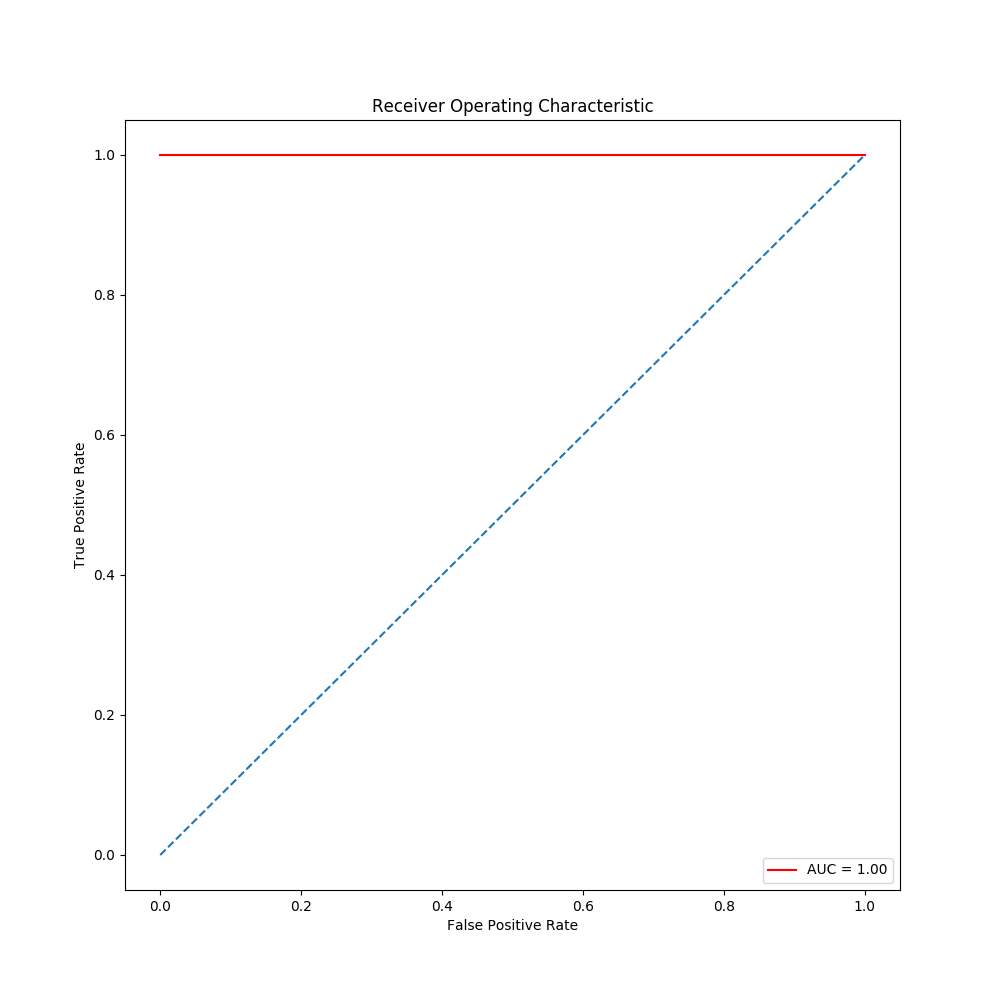 Receiver Operating Characteristic
True Positive Rate
1.0
0.8
0.6
0.4
0.2
0.0
AUC = 1.00
0.0 0.2 0.4 0.6 0.8 1.0
False Positive Rate